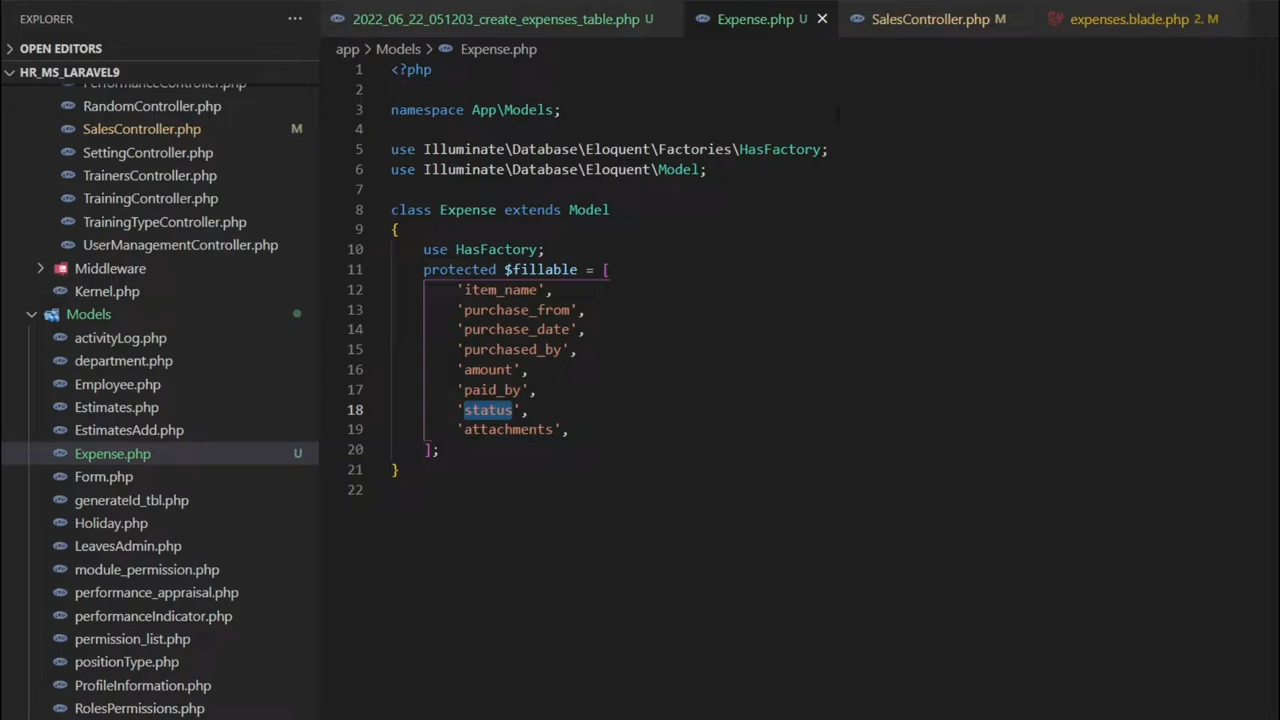 EXPLORER
OPEN EDITORS
HR_MS_LARAVEL9
PerformanceController.php
RandomController.php
SalesController.php M
SettingController.php
TrainersController.php
TrainingController.php
TrainingTypeController.php
UserManagementController.php
Middleware
Kernel.php
Models
activityLog.php
department.php
Employee.php
Estimates.php
EstimatesAdd.php
Expense.php U
Form.php
generateId_tbl.php
Holiday.php
LeavesAdmin.php
module_permission.php
performance_appraisal.php
performanceIndicator.php
permission_list.php
positionType.php
ProfileInformation.php
RolesPermissions.php
2022_06_22_051203_create_expenses_table.php U
Expense.php U
SalesController.php M
expenses.blade.php 2, M
app > Models > Expense.php
1 <?php
2
3 namespace App\Models;
4
5 use Illuminate\Database\Eloquent\Factories\HasFactory;
6 use Illuminate\Database\Eloquent\Model;
7
8 class Expense extends Model
9 {
10 use HasFactory;
11 protected $fillable = [
12 'item_name',
13 'purchase_from',
14 'purchase_date',
15 'purchased_by',
16 'amount',
17 'paid_by',
18 'status',
19 'attachments',
20 ];
21 }
22